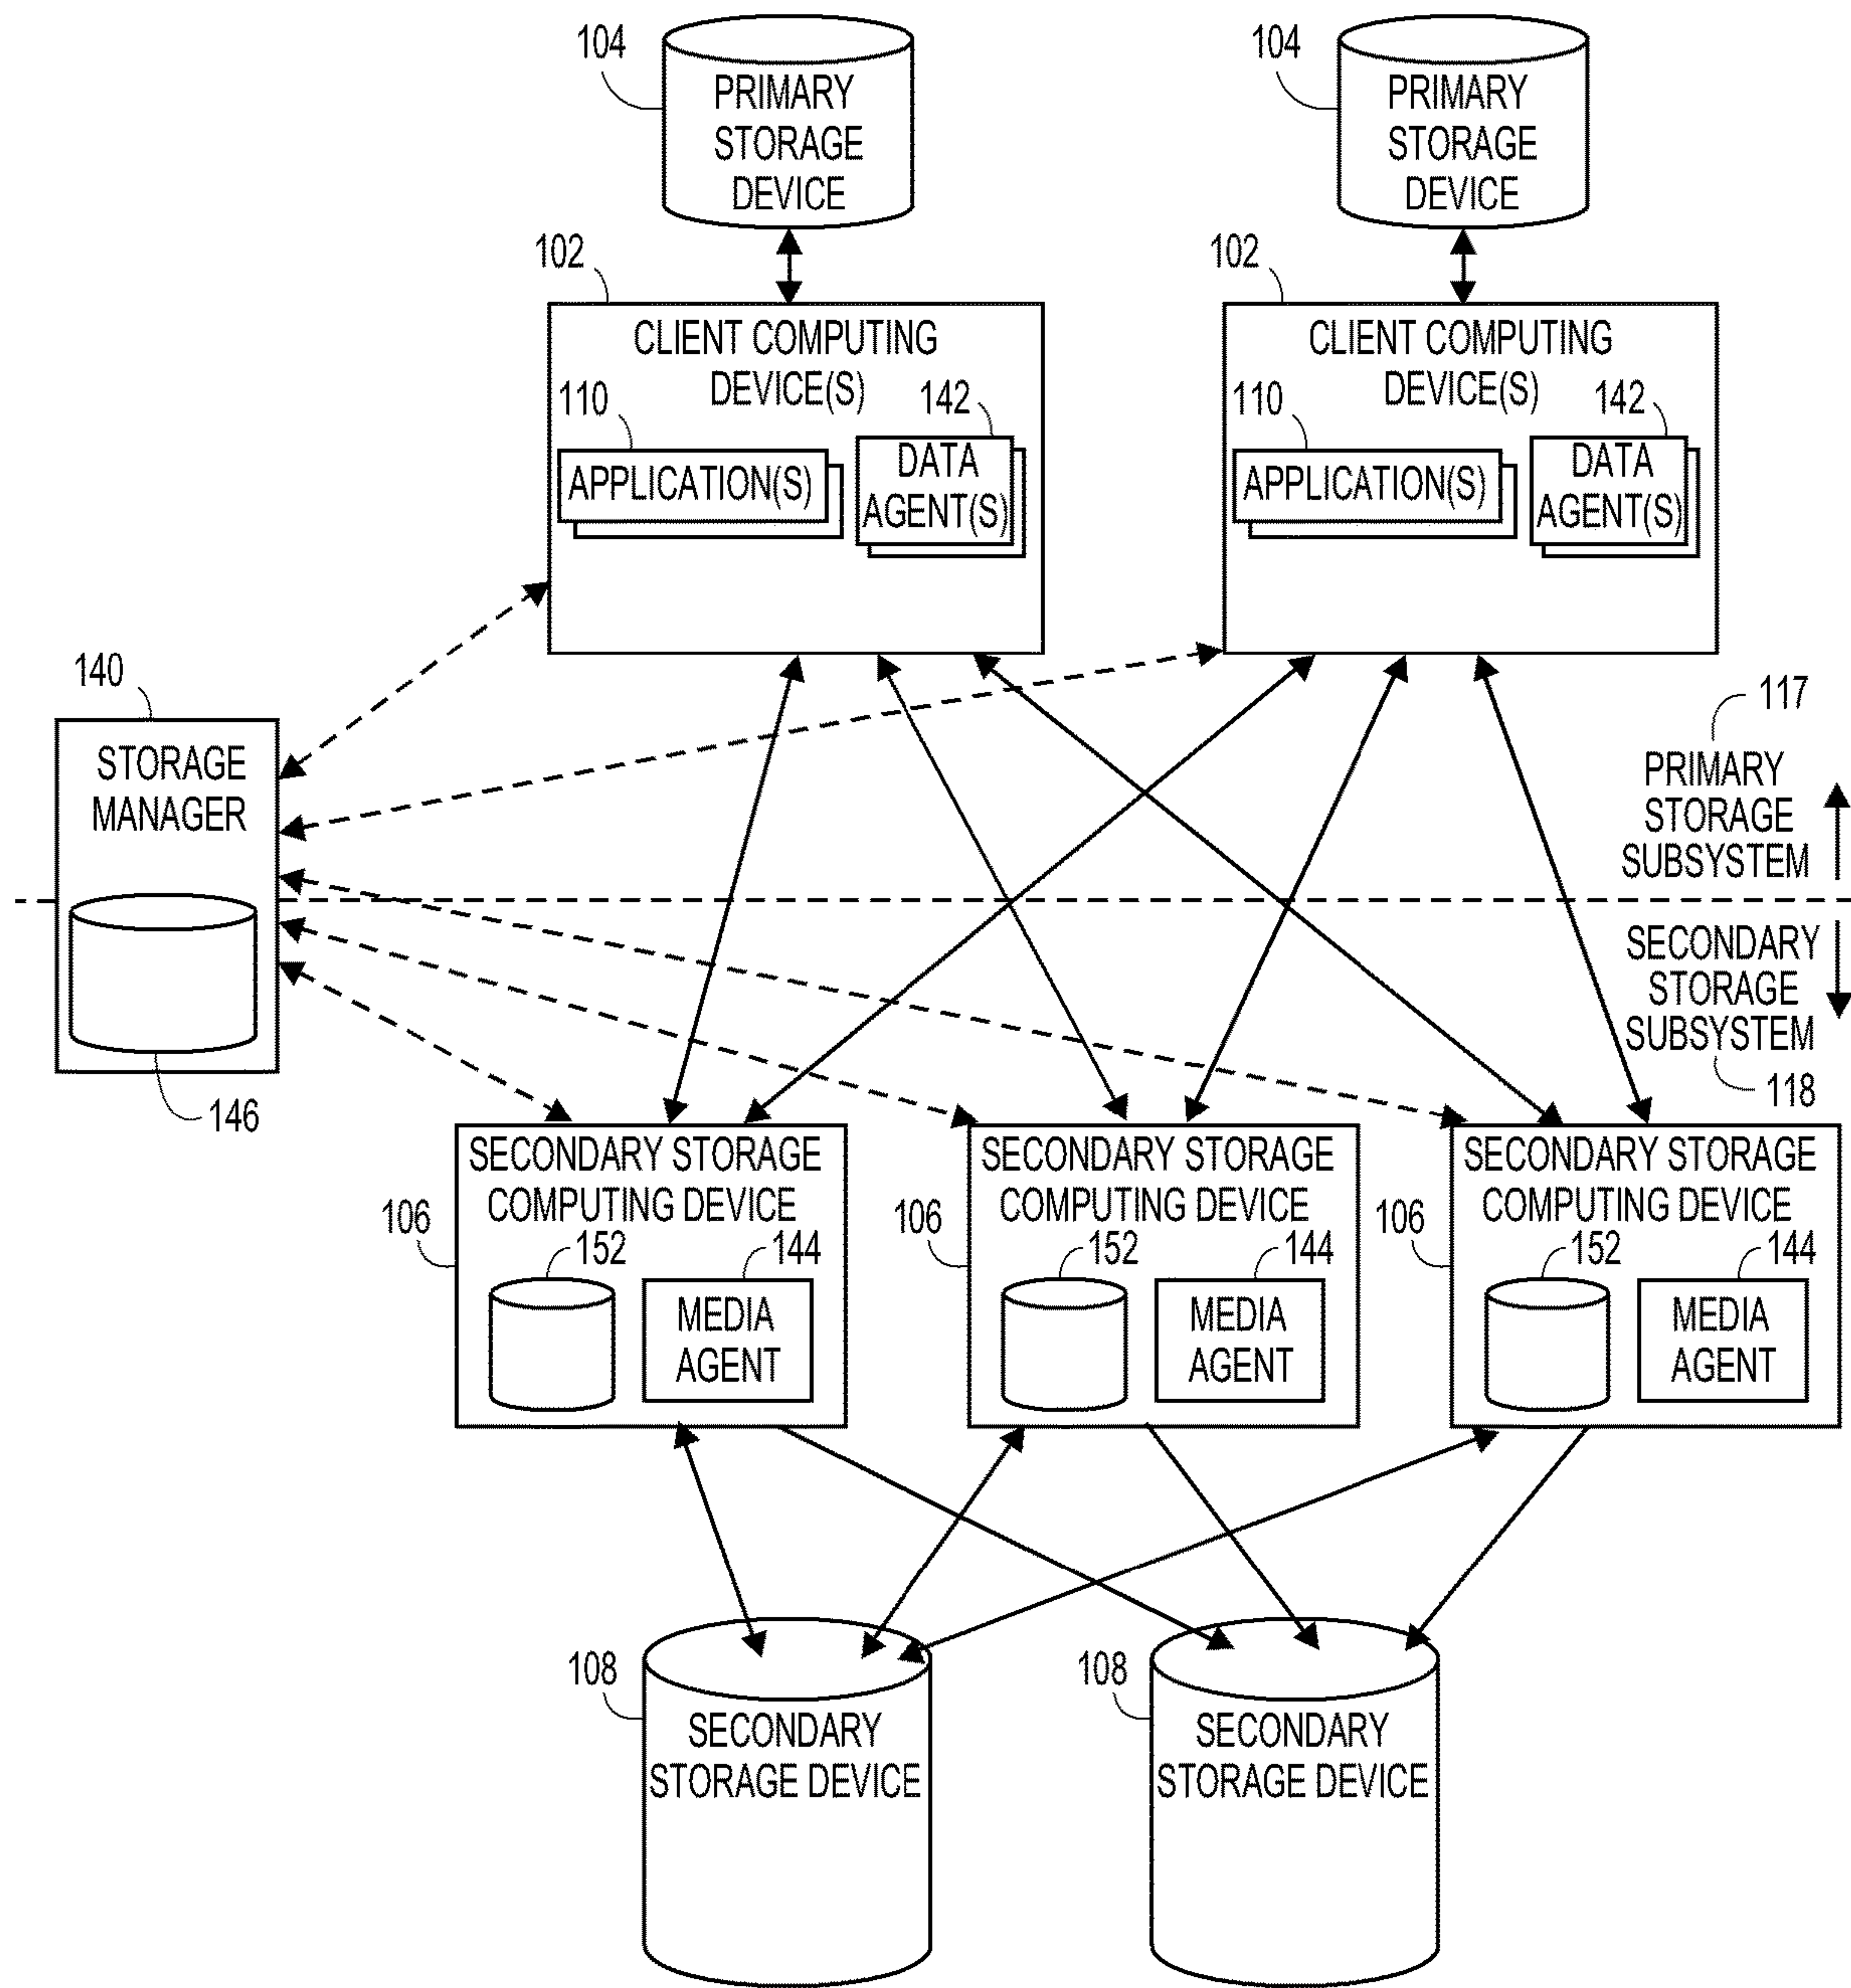 104
PRIMARY
STORAGE
DEVICE
104
PRIMARY
STORAGE
DEVICE
102
CLIENT COMPUTING
DEVICE(S)
110
APPLICATION(S)
142
DATA
AGENT(S)
102
CLIENT COMPUTING
DEVICE(S)
110
APPLICATION(S)
142
DATA
AGENT(S)
140
STORAGE
MANAGER
146
117
PRIMARY
STORAGE
SUBSYSTEM
SECONDARY
STORAGE
SUBSYSTEM
118
106
SECONDARY STORAGE
COMPUTING DEVICE
152
144
MEDIA
AGENT
106
SECONDARY STORAGE
COMPUTING DEVICE
152
144
MEDIA
AGENT
106
SECONDARY STORAGE
COMPUTING DEVICE
152
144
MEDIA
AGENT
108
SECONDARY
STORAGE DEVICE
108
SECONDARY
STORAGE DEVICE